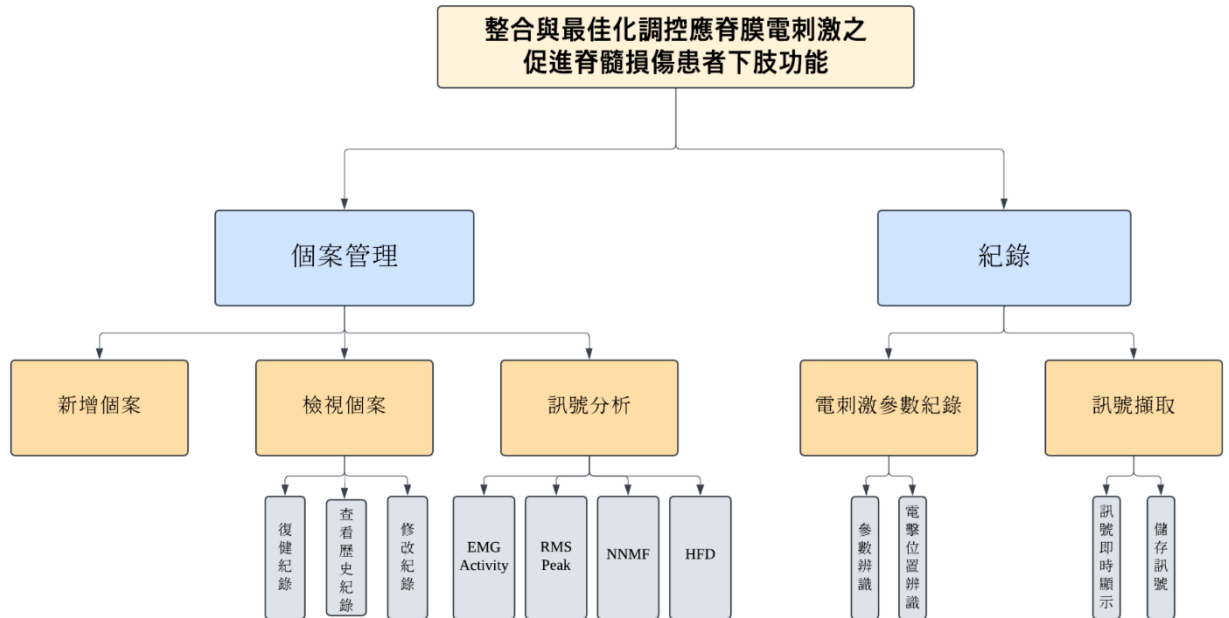 整合與最佳化調控應脊膜電刺激之
促進脊髓損傷患者下肢功能
個案管理
紀錄
新增個案
檢視個案
訊號分析
電刺激參數紀錄
訊號擷取
復健紀錄
查看歷史紀錄
修改紀錄
EMG
Activity
RMS
Peak
NNMF
HFD
參數辨識
電擊位置辨識
訊號即時顯示
儲存訊號